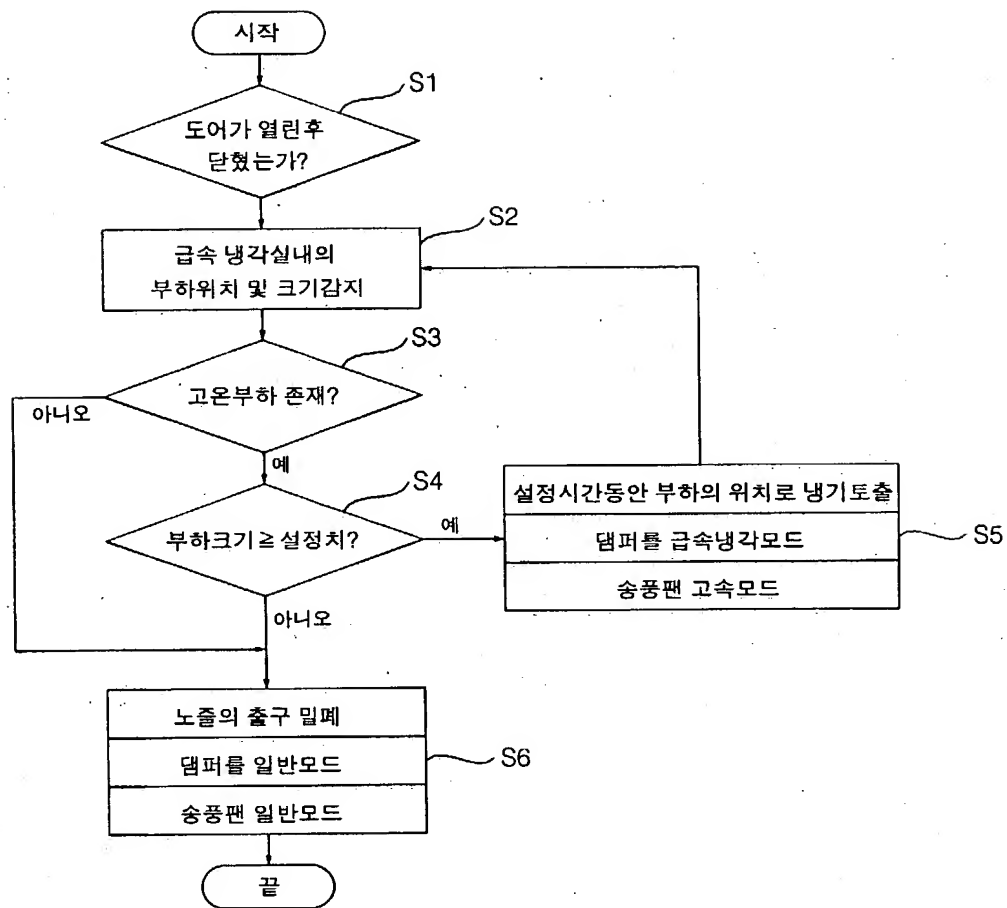 시작
S1
도어가 열린후
닫혔는가?
S2
급속 냉각실내의
부하위치 및 크기감지
S3
고온부하 존재?
아니오
예
S4
부하크기≧설정치?
예
설정시간동안 부하의 위치로 냉기토출
댐퍼를 급속냉각모드
S5
송풍팬 고속모드
아니오
노즐의 출구 밀폐
댐퍼를 일반모드
S6
송풍팬 일반모드
끝